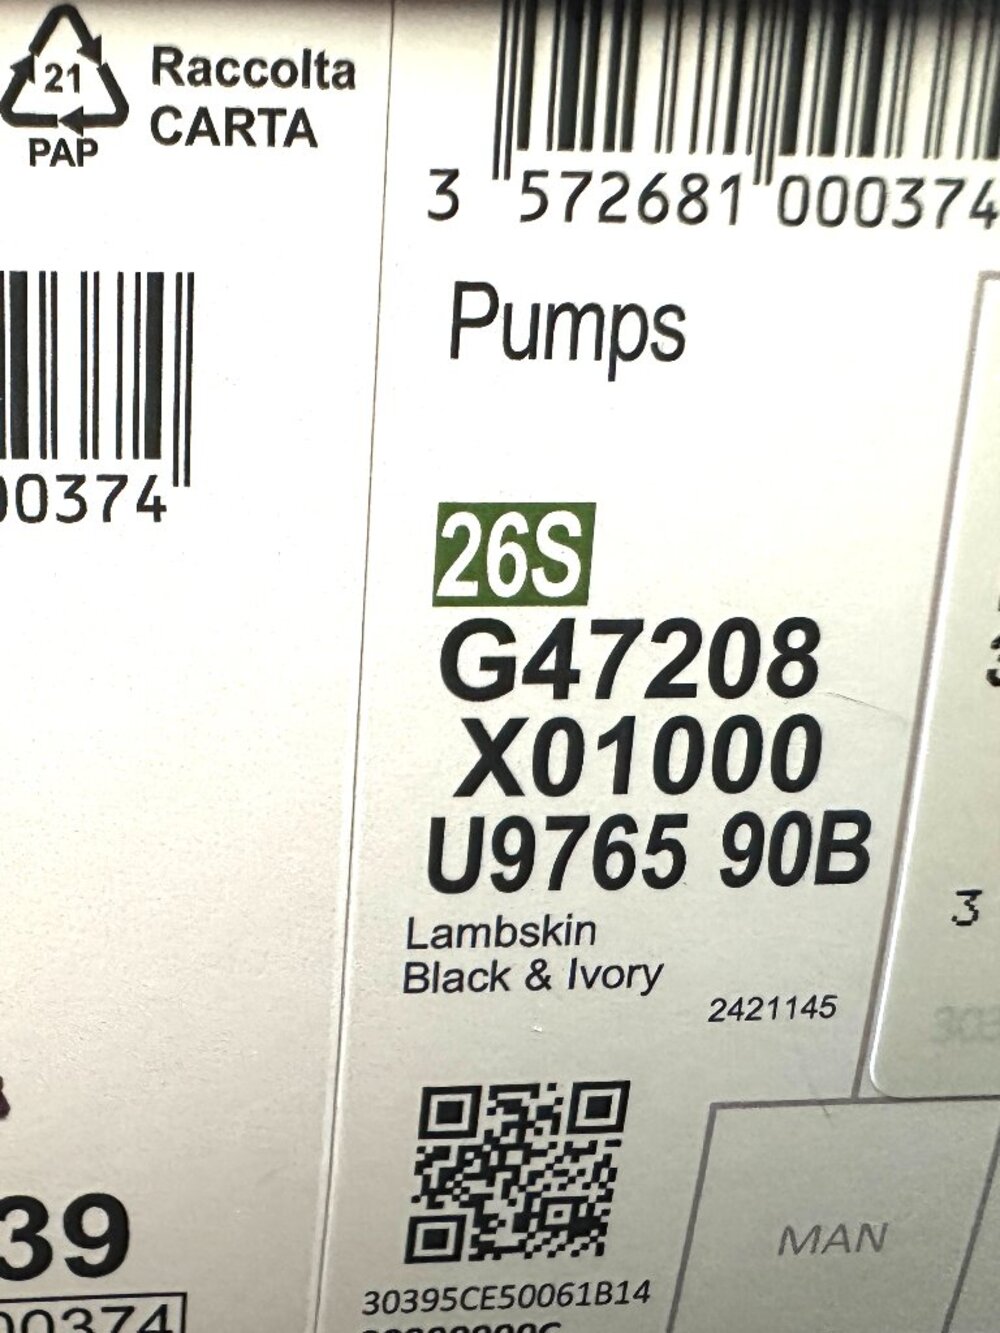 21
PAP
Raccolta
CARTA
3 572681 000374
00374
Pumps
26S
G47208
X01000
U9765 90B
Lambskin
Black & Ivory
2421145
3
39
00374
MAN
30395CE50061B14